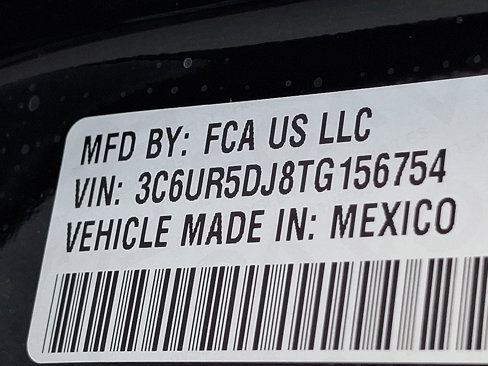 MFD BY: FCA US LLC
VIN: 3C6UR5DJ8TG156754
VEHICLE MADE IN: MEXICO